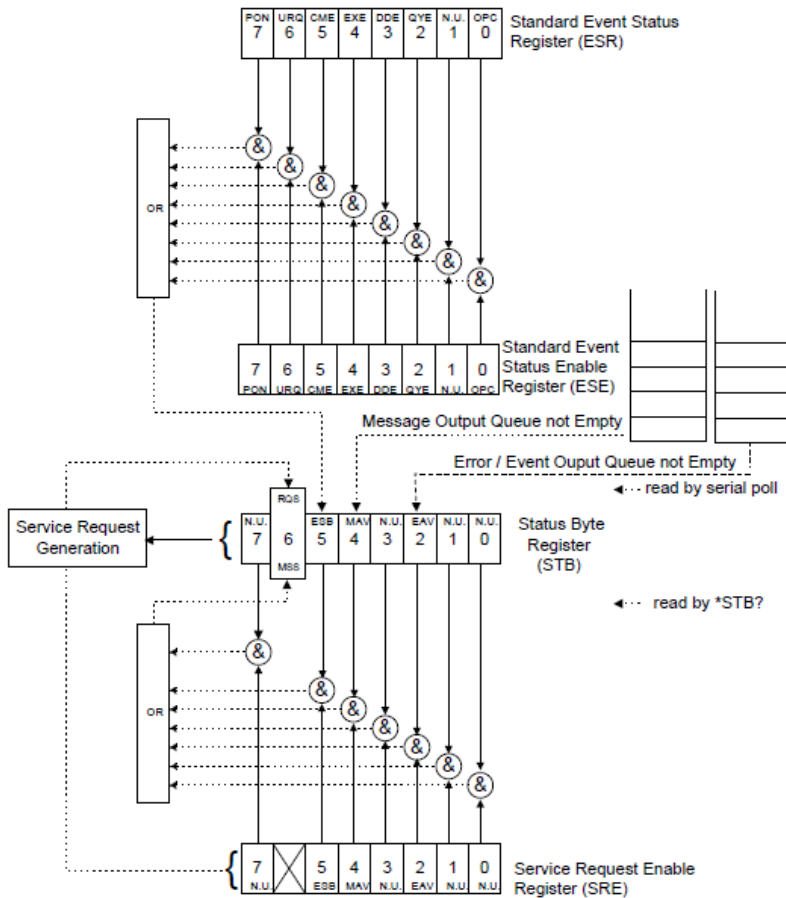 PON URQ CME EXE DDE QYE N.U. OPC
7 6 5 4 3 2 1 0
Standard Event Status
Register (ESR)
&
&
&
&
&
&
&
&
OR
7 6 5 4 3 2 1 0
PON URQ CME EXE DDE QYE N.U. OPC
Standard Event
Status Enable
Register (ESE)
Message Output Queue not Empty
Error / Event Ouput Queue not Empty
read by serial poll
Service Request
Generation
{
N.U. RQS ESB MAV N.U. EAV N.U. N.U.
7 6 5 4 3 2 1 0
MSS
Status Byte
Register
(STB)
read by *STB?
&
&
&
&
&
&
&
OR
{
7 5 4 3 2 1 0
N.U. ESB MAV N.U. EAV N.U. N.U.
Service Request Enable
Register (SRE)